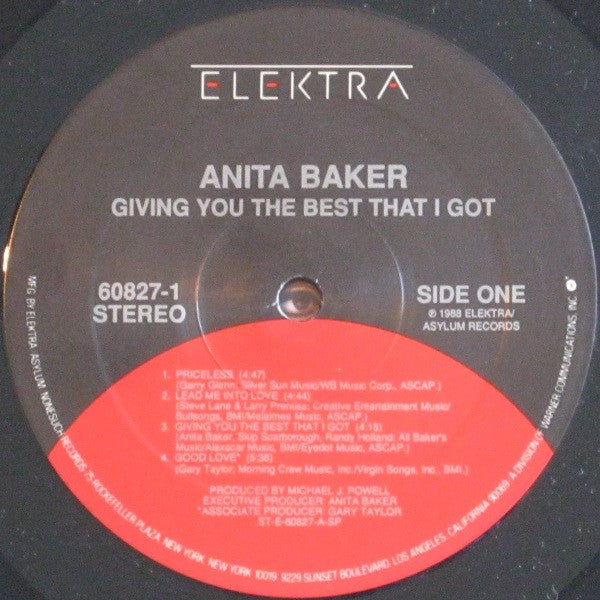 ELEKTRA
ANITA BAKER
GIVING YOU THE BEST THAT I GOT
60827-1
STEREO
SIDE ONE
℗ 1988 ELEKTRA/
ASYLUM RECORDS
1. PRICELESS (4:47)
(Garry Glenn, Silver Sun Music/WB Music Corp., ASCAP.)
2. LEAD ME INTO LOVE (4:44)
(Steve Lane & Larry Prentiss; Creative Entertainment Music/
Bullsongs, BMI/Metaimee Music, ASCAP.)
3. GIVING YOU THE BEST THAT I GOT (4:18)
(Anita Baker, Skip Scarborough, Randy Holland; All Baker's
Music/Alexscar Music, BMI/Eyedot Music, ASCAP.)
4. GOOD LOVE* (5:38)
(Gary Taylor; Morning Crew Music, Inc./Virgin Songs, Inc., BMI.)
PRODUCED BY MICHAEL J. POWELL
EXECUTIVE PRODUCER: ANITA BAKER
*ASSOCIATE PRODUCER: GARY TAYLOR
ST-E-60827-A-SP
MFG. BY ELEKTRA/ASYLUM/NONESUCH RECORDS, 75 ROCKEFELLER PLAZA, NEW YORK, NEW YORK 10019. 9229 SUNSET BOULEVARD, LOS ANGELES, CALIFORNIA 90069. A DIVISION OF WARNER COMMUNICATIONS, INC.